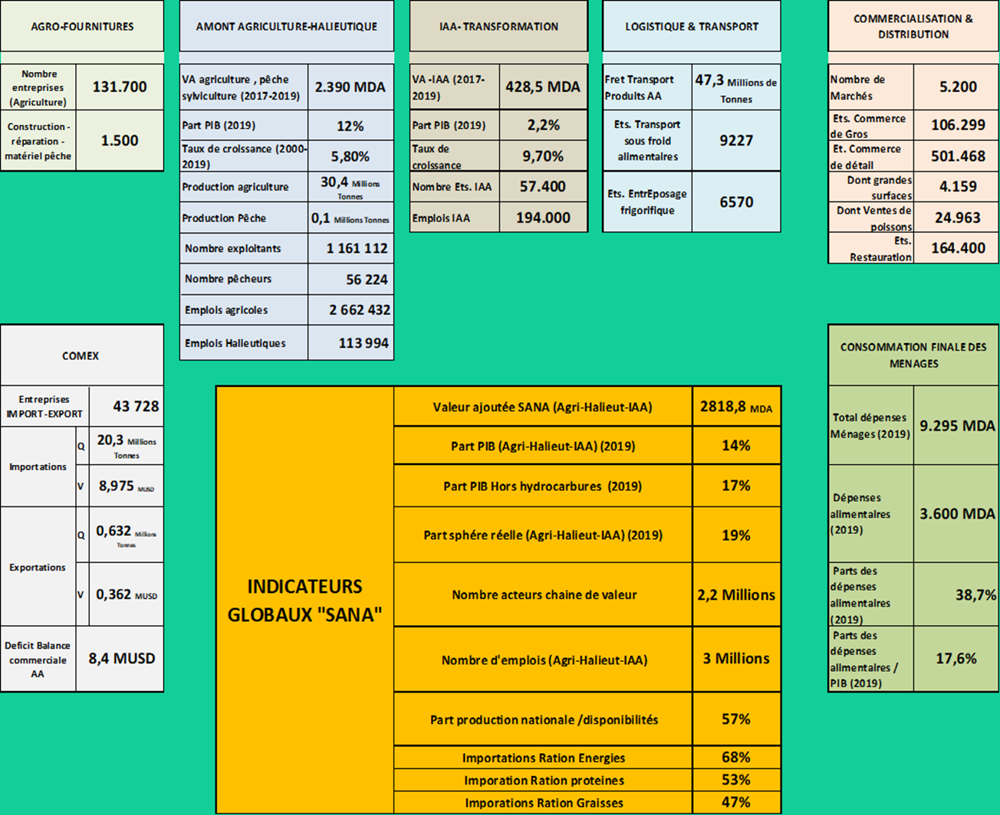 AGRO-FOURNITURES
Nombre
entreprises
(Agriculture)
131.700
Construction -
réparation -
matériel pêche
1.500
AMONT AGRICULTURE-HALIEUTIQUE
VA agriculture , pêche
sylviculture (2017-2019)
2.390 MDA
Part PIB (2019)
12%
Taux de croissance (2000-
2019)
5,80%
Production agriculture
30,4 Millions
Tonnes
Production Pêche
0,1 Millions Tonnes
Nombre exploitants
1 161 112
Nombre pêcheurs
56 224
Emplois agricoles
2 662 432
Emplois Halieutiques
113 994
IAA- TRANSFORMATION
VA -IAA (2017-
2019)
428,5 MDA
Part PIB (2019)
2,2%
Taux de
croissance
9,70%
Nombre Ets. IAA
57.400
Emplois IAA
194.000
LOGISTIQUE & TRANSPORT
Fret Transport
Produits AA
47,3 Millions de
Tonnes
Ets. Transport
sous froid
alimentaires
9227
Ets. EntrEposage
frigorifique
6570
COMMERCIALISATION &
DISTRIBUTION
Nombre de
Marchés
5.200
Ets. Commerce
de Gros
106.299
Et. Commerce
de détail
501.468
Dont grandes
surfaces
4.159
Dont Ventes de
poissons
24.963
Ets.
Restauration
164.400
COMEX
Entreprises
IMPORT -EXPORT
43 728
Importations
Q
20,3 Millions
Tonnes
V
8,975 MUSD
Exportations
Q
0,632 Millions
Tonnes
V
0,362 MUSD
Deficit Balance
commerciale
AA
8,4 MUSD
INDICATEURS
GLOBAUX "SANA"
Valeur ajoutée SANA (Agri-Halieut-IAA)
2818,8 MDA
Part PIB (Agri-Halieut-IAA) (2019)
14%
Part PIB Hors hydrocarbures (2019)
17%
Part sphére réelle (Agri-Halieut-IAA) (2019)
19%
Nombre acteurs chaine de valeur
2,2 Millions
Nombre d'emplois (Agri-Halieut-IAA)
3 Millions
Part production nationale /disponibilités
57%
Importations Ration Energies
68%
Imporation Ration proteines
53%
Imporations Ration Graisses
47%
CONSOMMATION FINALE DES
MENAGES
Total dépenses
Ménages (2019)
9.295 MDA
Dépenses
alimentaires
(2019)
3.600 MDA
Parts des
dépenses
alimentaires
(2019)
38,7%
Parts des
dépenses
alimentaires /
PIB (2019)
17,6%